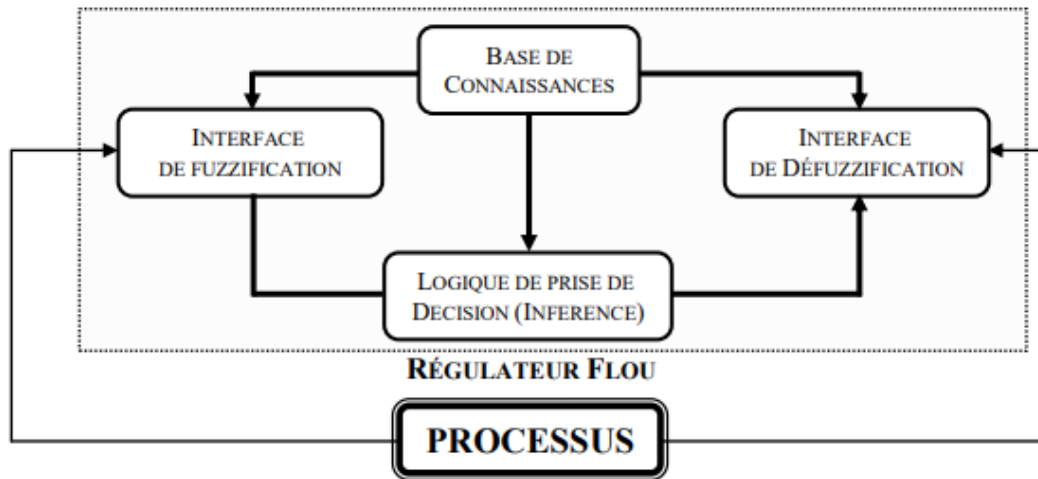 BASE DE
CONNAISSANCES
INTERFACE
DE FUZZIFICATION
INTERFACE
DE DÉFUZZIFICATION
LOGIQUE DE PRISE DE
DECISION (INFERENCE)
RÉGULATEUR FLOU
PROCESSUS